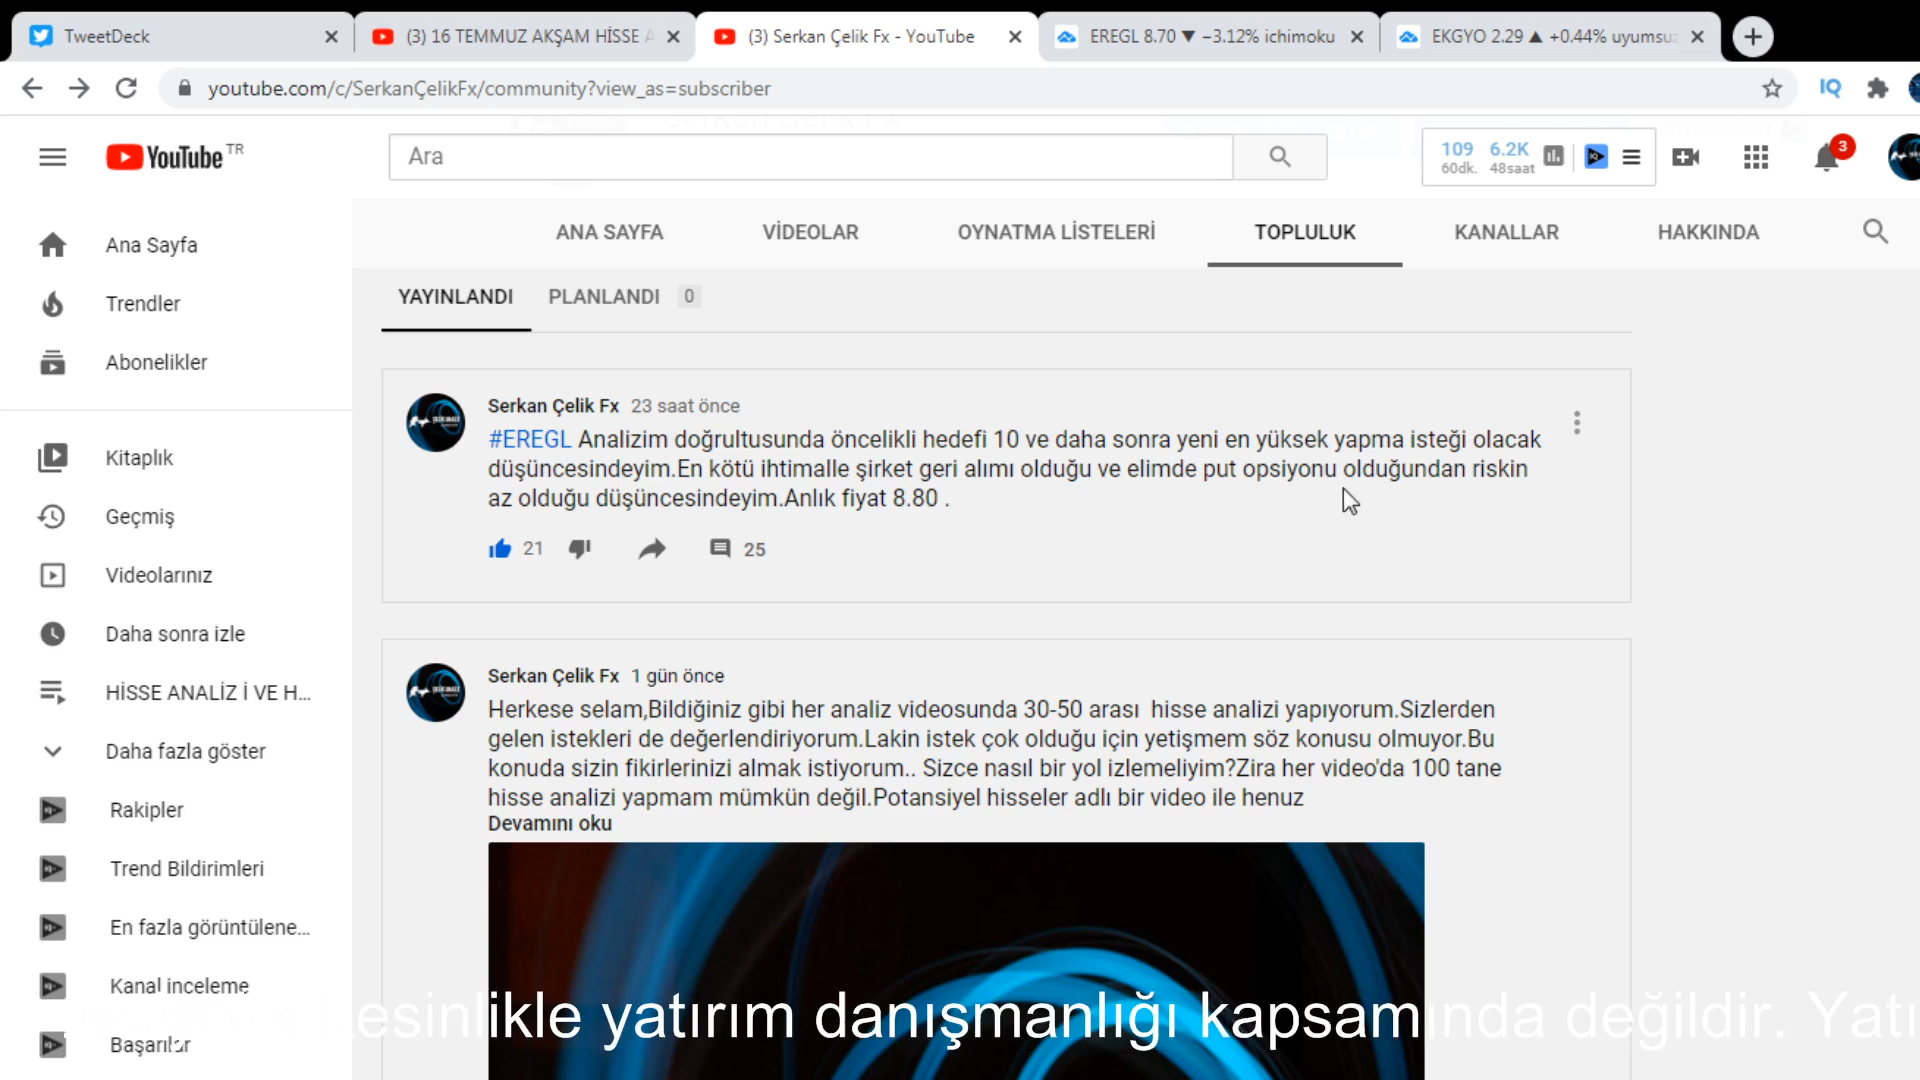 TweetDeck
(3) 16 TEMMUZ AKŞAM HİSSE A
(3) Serkan Çelik Fx - YouTube
EREGL 8.70 ▼ −3.12% ichimoku
EKGYO 2.29 ▲ +0.44% uyumsuz
youtube.com/c/SerkanÇelikFx/community?view_as=subscriber
IQ
YouTube TR
Ara
109 6.2K
60dk. 48saat
3
ANA SAYFA
VİDEOLAR
OYNATMA LİSTELERİ
TOPLULUK
KANALLAR
HAKKINDA
Ana Sayfa
Trendler
Abonelikler
Kitaplık
Geçmiş
Videolarınız
Daha sonra izle
HİSSE ANALİZ İ VE H...
Daha fazla göster
Rakipler
Trend Bildirimleri
En fazla görüntülene...
Kanal inceleme
Başarılar
YAYINLANDI
PLANLANDI 0
Serkan Çelik Fx 23 saat önce
#EREGL Analizim doğrultusunda öncelikli hedefi 10 ve daha sonra yeni en yüksek yapma isteği olacak
düşüncesindeyim.En kötü ihtimalle şirket geri alımı olduğu ve elimde put opsiyonu olduğundan riskin
az olduğu düşüncesindeyim.Anlık fiyat 8.80 .
21
25
Serkan Çelik Fx 1 gün önce
Herkese selam,Bildiğiniz gibi her analiz videosunda 30-50 arası hisse analizi yapıyorum.Sizlerden
gelen istekleri de değerlendiriyorum.Lakin istek çok olduğu için yetişmem söz konusu olmuyor.Bu
konuda sizin fikirlerinizi almak istiyorum.. Sizce nasıl bir yol izlemeliyim?Zira her video'da 100 tane
hisse analizi yapmam mümkün değil.Potansiyel hisseler adlı bir video ile henuz
Devamını oku
esinlikle yatırım danışmanlığı kapsamında değildir. Yatı